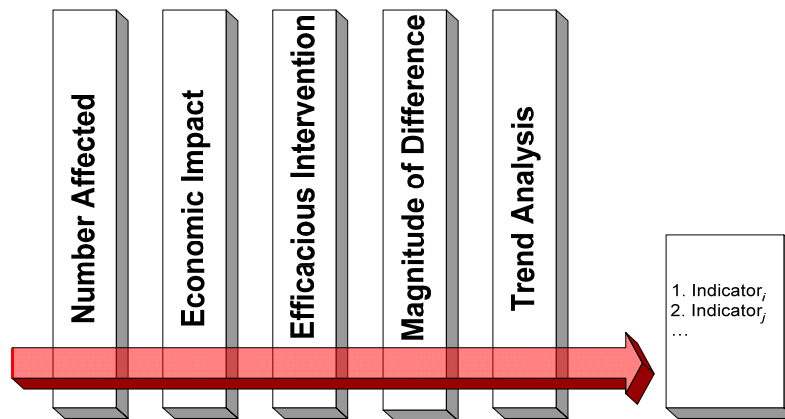 Number Affected
Economic Impact
Efficacious Intervention
Magnitude of Difference
Trend Analysis
1. Indicatorᵢ
2. Indicatorⱼ
...